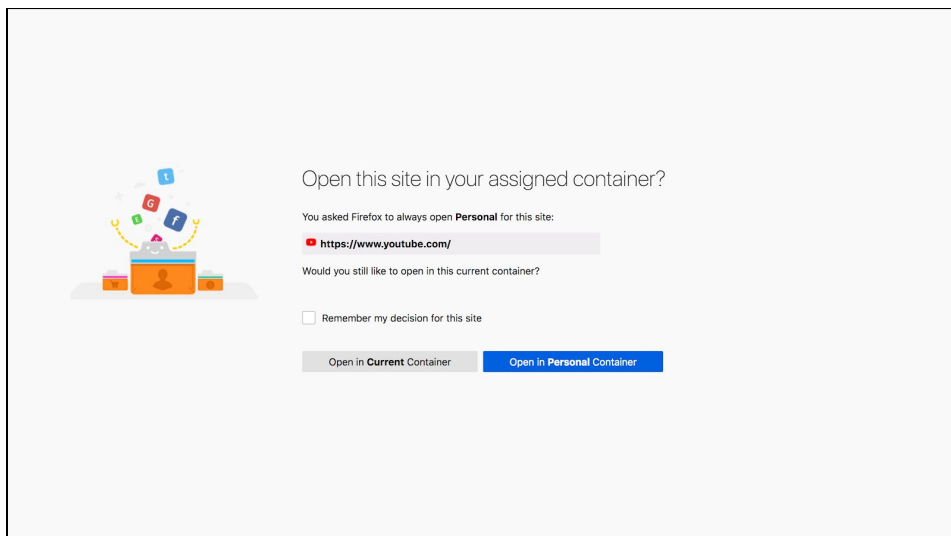 t
G
f
E
Open this site in your assigned container?
You asked Firefox to always open Personal for this site:
https://www.youtube.com/
Would you still like to open in this current container?
Remember my decision for this site
Open in Current Container
Open in Personal Container